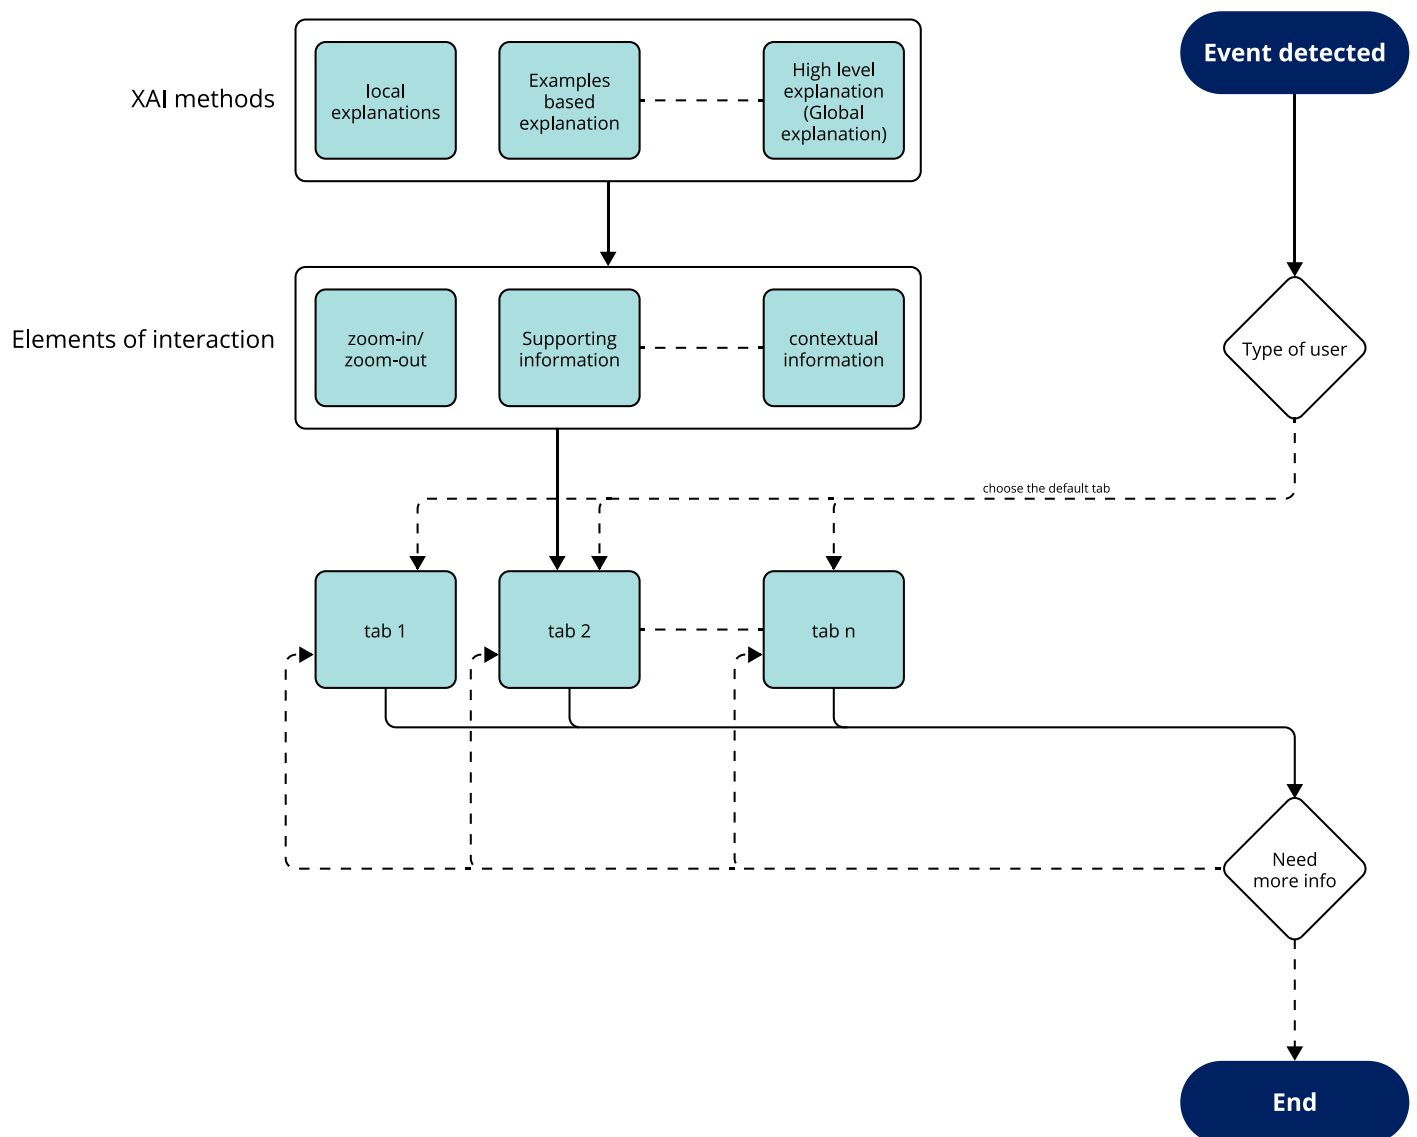 XAI methods
local
explanations
Examples
based
explanation
High level
explanation
(Global
explanation)
Event detected
Elements of interaction
zoom-in/
zoom-out
Supporting
information
contextual
information
Type of user
choose the default tab
tab 1
tab 2
tab n
Need
more info
End